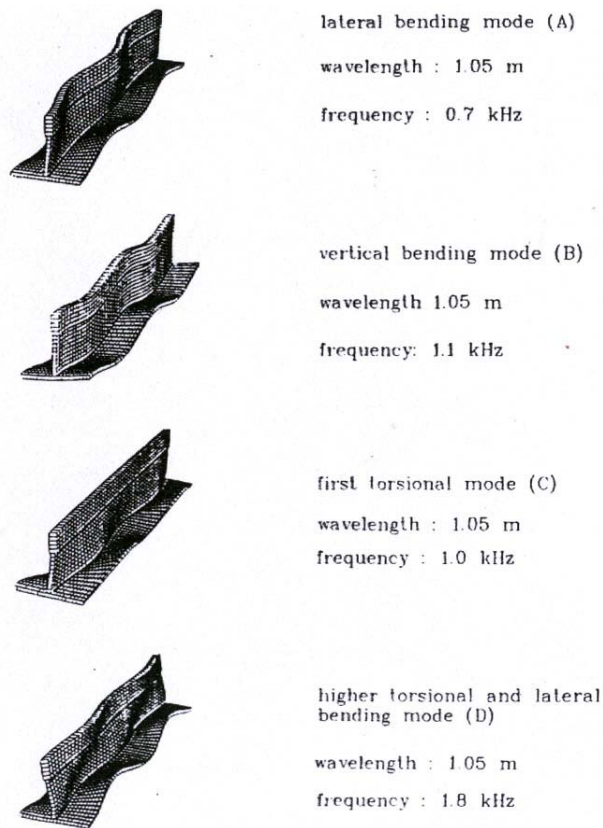 lateral bending mode (A)
wavelength : 1.05 m
frequency : 0.7 kHz
vertical bending mode (B)
wavelength 1.05 m
frequency: 1.1 kHz
first torsional mode (C)
wavelength : 1.05 m
frequency : 1.0 kHz
higher torsional and lateral
bending mode (D)
wavelength : 1.05 m
frequency : 1.8 kHz